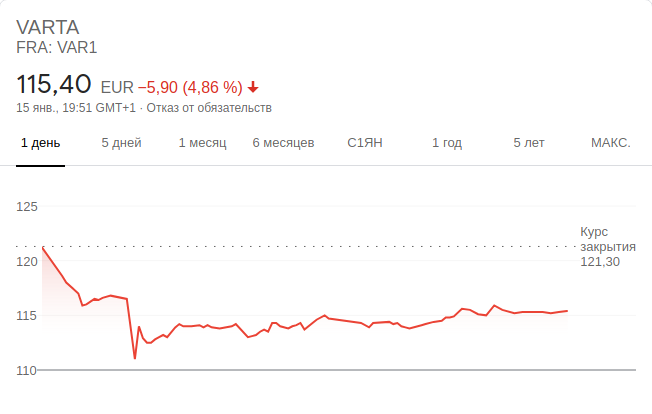 VARTA
FRA: VAR1
115,40 EUR −5,90 (4,86 %)
15 янв., 19:51 GMT+1 · Отказ от обязательств
1 день 5 дней 1 месяц 6 месяцев С1ЯН 1 год 5 лет МАКС.
125
Курс
закрытия
121,30
120
115
110